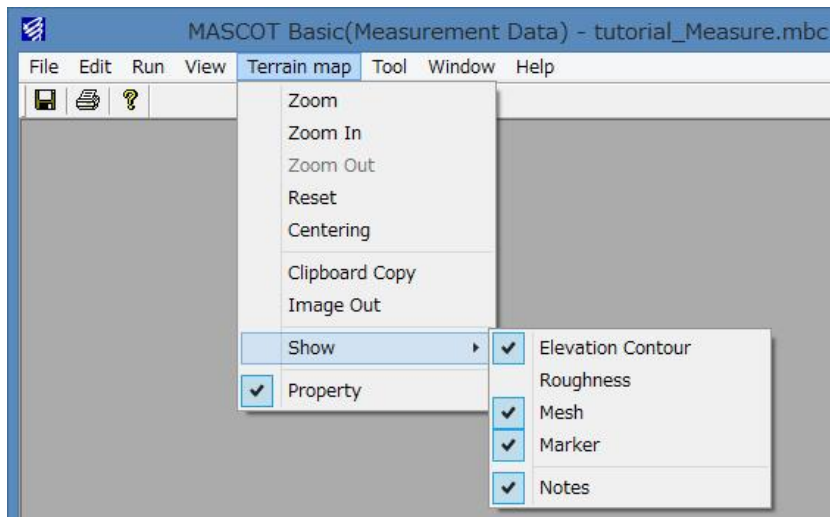 MASCOT Basic(Measurement Data) - tutorial_Measure.mbc
File Edit Run View Terrain map Tool Window Help
Zoom
Zoom In
Zoom Out
Reset
Centering
Clipboard Copy
Image Out
Show
Property
Elevation Contour
Roughness
Mesh
Marker
Notes